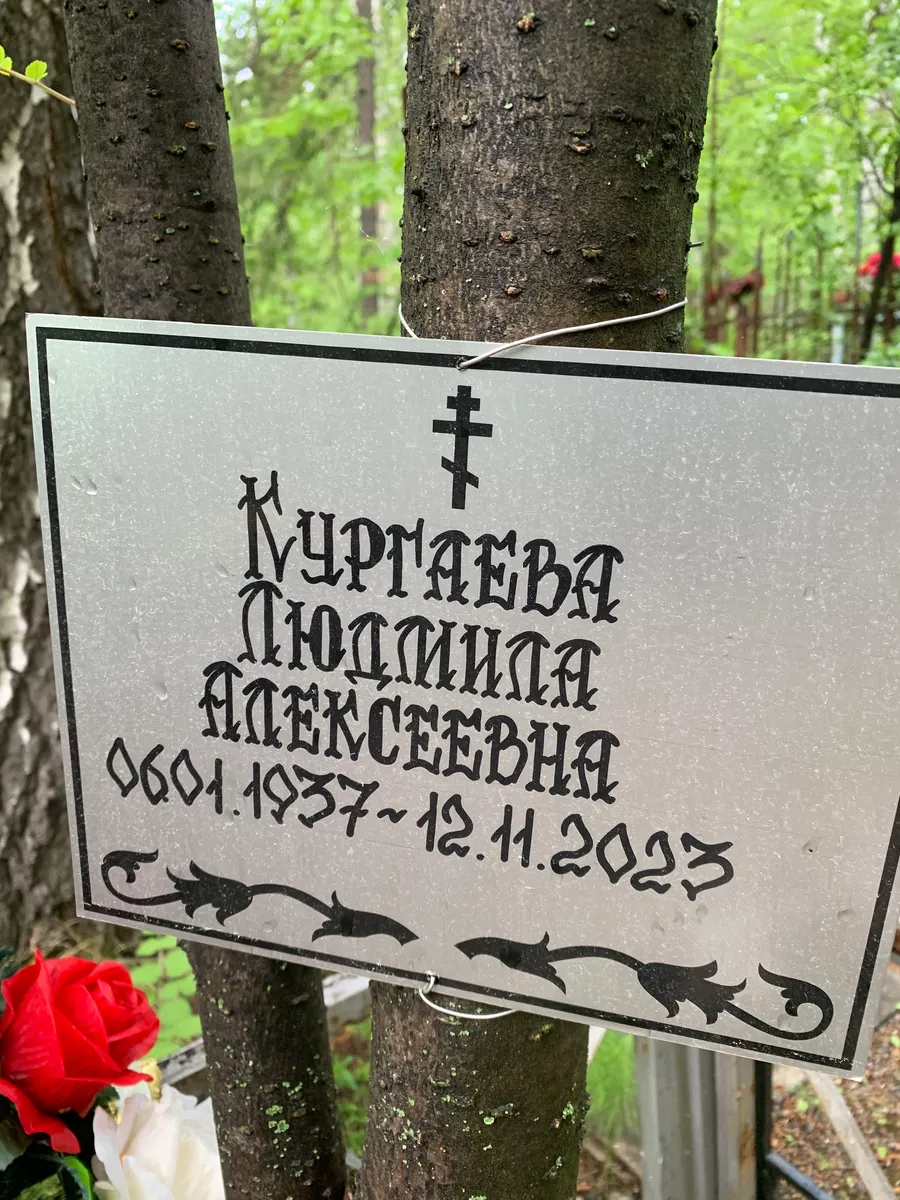 Кургаева
Людмила
Алексеевна
06.01.1937~12.11.2023